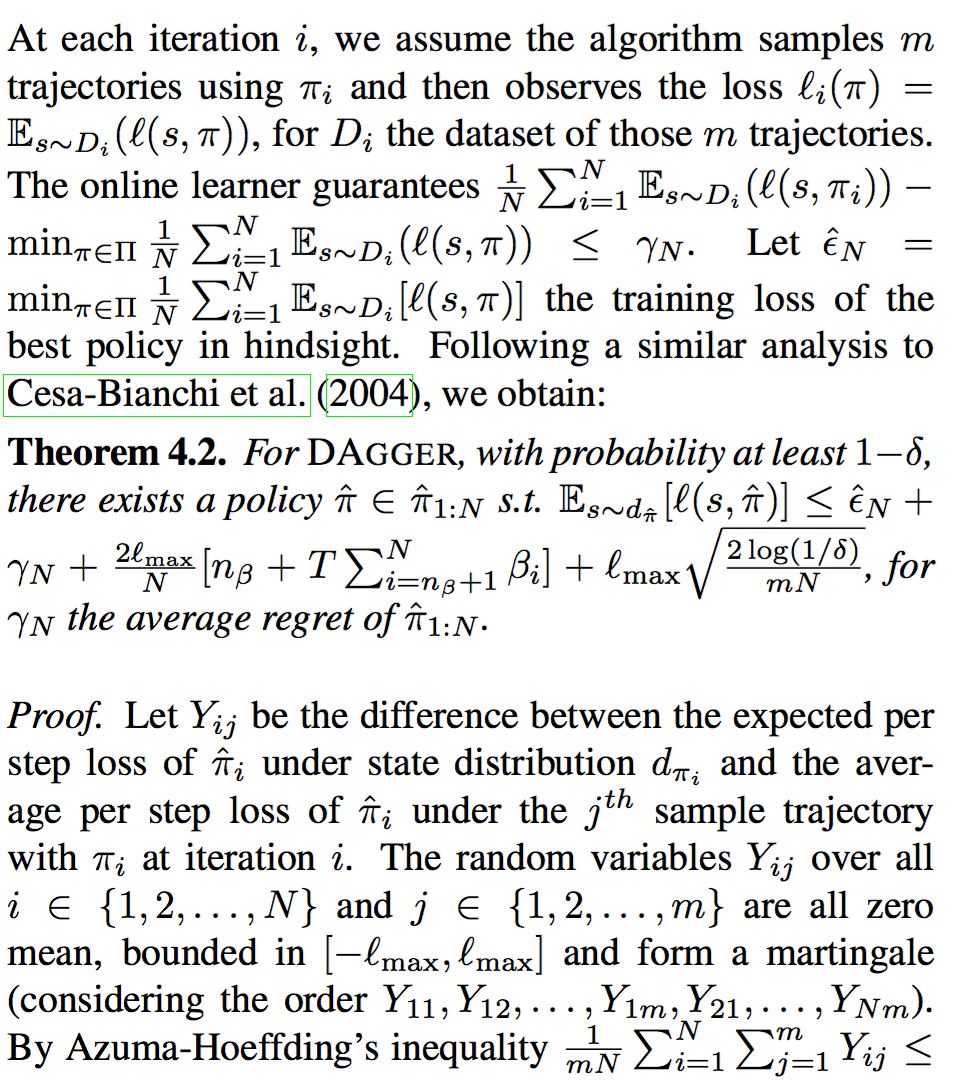 At each iteration $i$, we assume the algorithm samples $m$
trajectories using $\pi_i$ and then observes the loss $\ell_i(\pi) =$
$\mathbb{E}_{s \sim D_i}(\ell(s, \pi))$, for $D_i$ the dataset of those $m$ trajectories.
The online learner guarantees $\frac{1}{N} \sum_{i=1}^{N} \mathbb{E}_{s \sim D_i}(\ell(s, \pi_i)) -$
$\min_{\pi \in \Pi} \frac{1}{N} \sum_{i=1}^{N} \mathbb{E}_{s \sim D_i}(\ell(s, \pi)) \leq \gamma_N$. Let $\hat{\epsilon}_N =$
$\min_{\pi \in \Pi} \frac{1}{N} \sum_{i=1}^{N} \mathbb{E}_{s \sim D_i}[\ell(s, \pi)]$ the training loss of the
best policy in hindsight. Following a similar analysis to
Cesa-Bianchi et al. (2004), we obtain:
Theorem 4.2. For DAGGER, with probability at least $1-\delta$,
there exists a policy $\hat{\pi} \in \hat{\pi}_{1:N}$ s.t. $\mathbb{E}_{s \sim d_{\hat{\pi}}}[\ell(s, \hat{\pi})] \leq \hat{\epsilon}_N +$
$\gamma_N + \frac{2\ell_{\max}}{N}[n_\beta + T \sum_{i=n_\beta+1}^{N} \beta_i] + \ell_{\max} \sqrt{\frac{2 \log(1/\delta)}{mN}}$, for
$\gamma_N$ the average regret of $\hat{\pi}_{1:N}$.
Proof. Let $Y_{ij}$ be the difference between the expected per
step loss of $\hat{\pi}_i$ under state distribution $d_{\pi_i}$ and the aver-
age per step loss of $\hat{\pi}_i$ under the $j^{th}$ sample trajectory
with $\pi_i$ at iteration $i$. The random variables $Y_{ij}$ over all
$i \in \{1, 2, \ldots, N\}$ and $j \in \{1, 2, \ldots, m\}$ are all zero
mean, bounded in $[-\ell_{\max}, \ell_{\max}]$ and form a martingale
(considering the order $Y_{11}, Y_{12}, \ldots, Y_{1m}, Y_{21}, \ldots, Y_{Nm}$).
By Azuma-Hoeffding's inequality $\frac{1}{mN} \sum_{i=1}^{N} \sum_{j=1}^{m} Y_{ij} \leq$